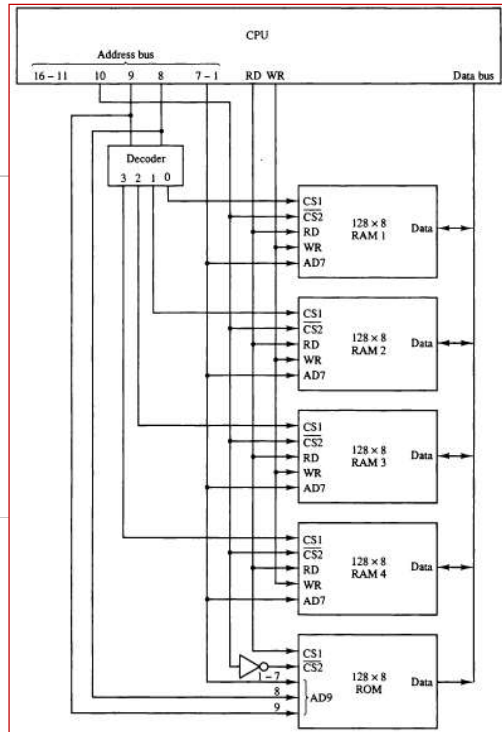 CPU
Address bus
16-11 10 9 8 7-1 RD WR Data bus
Decoder
3 2 1 0
CS1
CS2
RD
WR
AD7
128 × 8
RAM 1
Data
CS1
CS2
RD
WR
AD7
128 × 8
RAM 2
Data
CS1
CS2
RD
WR
AD7
128 × 8
RAM 3
Data
CS1
CS2
RD
WR
AD7
128 × 8
RAM 4
Data
CS1
CS2
1-7
8
9
AD9
128 × 8
ROM
Data